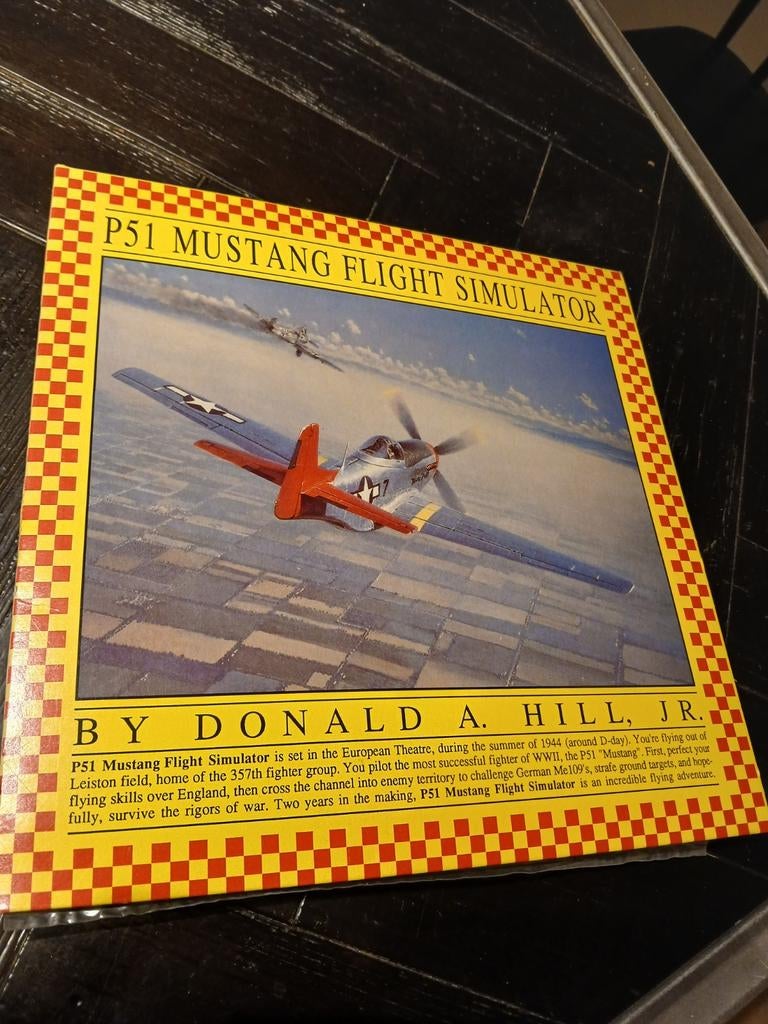 P51 MUSTANG FLIGHT SIMULATOR
7
BY DONALD A. HILL, JR.
P51 Mustang Flight Simulator is set in the European Theatre, during the summer of 1944 (around D-day). You're flying out of
Leiston field, home of the 357th fighter group. You pilot the most successful fighter of WWII, the P51 "Mustang". First, perfect your
flying skills over England, then cross the channel into enemy territory to challenge German Me109's, strafe ground targets, and hope-
fully, survive the rigors of war. Two years in the making, P51 Mustang Flight Simulator is an incredible flying adventure.